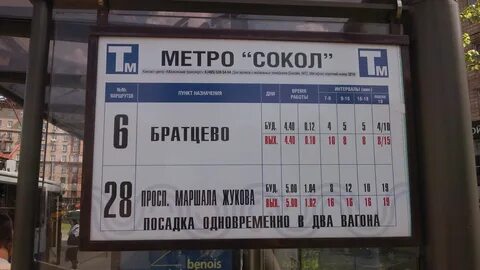 Тм МЕТРО "СОКОЛ" Тм
№№ МАРШРУТОВ ПУНКТ НАЗНАЧЕНИЯ ДНИ ВРЕМЯ РАБОТЫ ИНТЕРВАЛЫ (мин)
7-9 9-16 16-19
6 БРАТЦЕВО БУД. 4.40 0.12 4 5 5 4/10
ВЫХ. 4.40 0.10 10 8 8 8/15
28 ПРОСП. МАРШАЛА ЖУКОВА БУД. 5.00 1.04 8 12 10 19
ВЫХ. 5.00 1.02 16 16 16 19
ПОСАДКА ОДНОВРЕМЕННО В ДВА ВАГОНА
benois